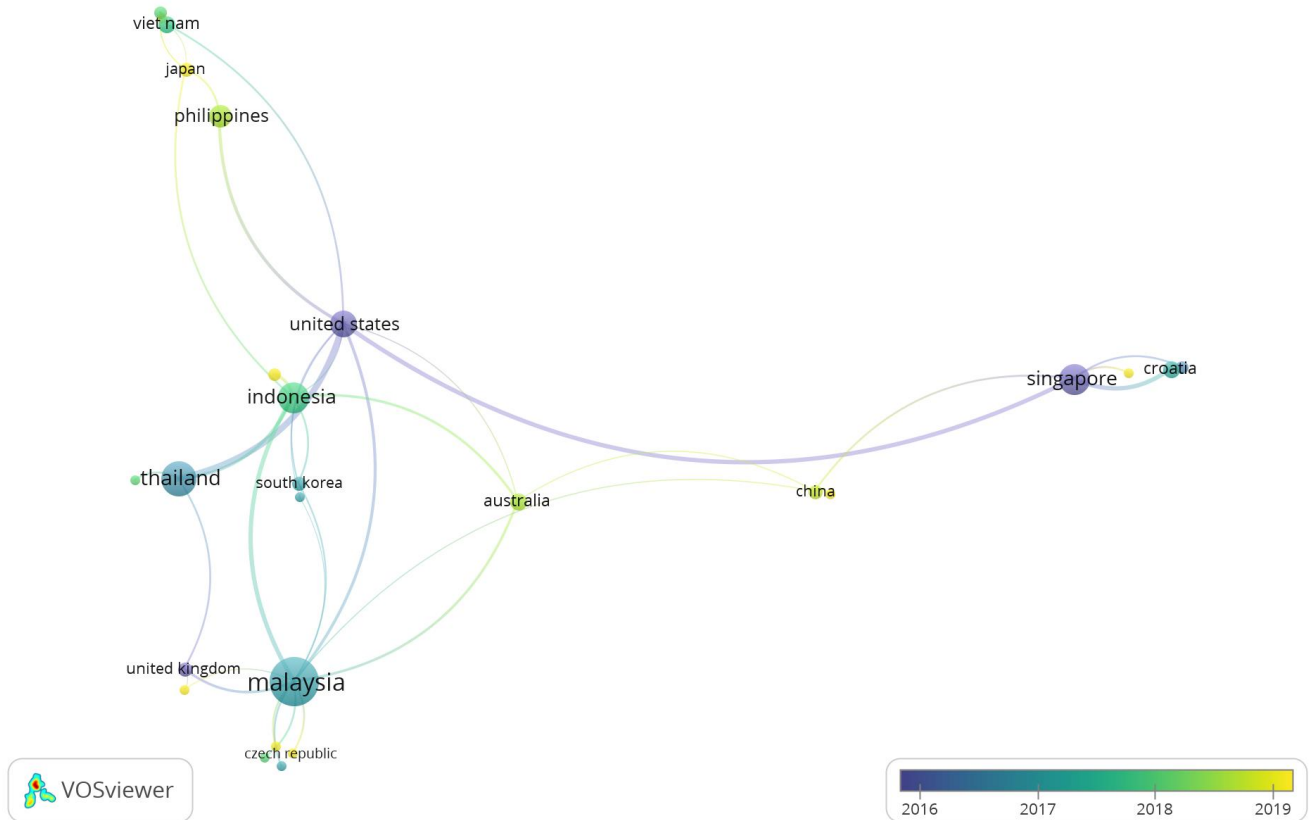 viet nam
japan
philippines
united states
indonesia
singapore
croatia
thailand
south korea
china
australia
united kingdom
malaysia
czech republic
VOSviewer
2016 2017 2018 2019